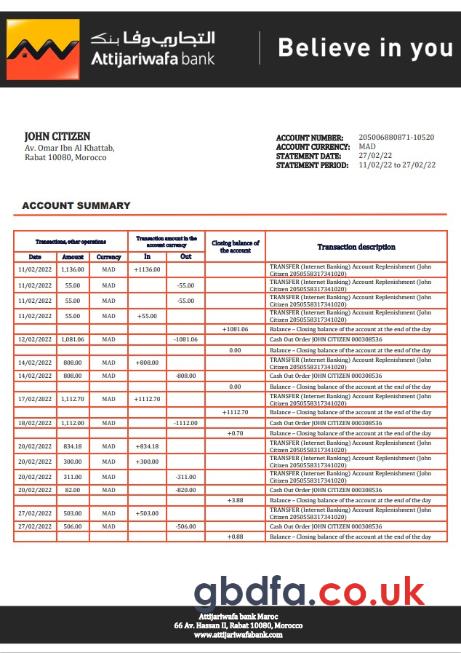 التجاري وفا بنك
Attijariwafa bank
Believe in you
JOHN CITIZEN
Av. Omar Ibn Al Khattab,
Rabat 10080, Morocco
ACCOUNT NUMBER: 205006880871-10520
ACCOUNT CURRENCY: MAD
STATEMENT DATE: 27/02/22
STATEMENT PERIOD: 11/02/22 to 27/02/22
ACCOUNT SUMMARY
Transactions, other operations
Transaction amount in the account currency
Closing balance of the account
Transaction description
Date Amount Currency In Out
11/02/2022 1,136.00 MAD +1136.00 TRANSFER (Internet Banking) Account Replenishment (John
Citizen 2050558317341020)
11/02/2022 55.00 MAD -55.00 TRANSFER (Internet Banking) Account Replenishment (John
Citizen 2050558317341020)
11/02/2022 55.00 MAD -55.00 TRANSFER (Internet Banking) Account Replenishment (John
Citizen 2050558317341020)
11/02/2022 55.00 MAD +55.00 TRANSFER (Internet Banking) Account Replenishment (John
Citizen 2050558317341020)
+1081.06 Balance – Closing balance of the account at the end of the day
12/02/2022 1,081.06 MAD -1081.06 Cash Out Order JOHN CITIZEN 000308536
0.00 Balance – Closing balance of the account at the end of the day
14/02/2022 808.00 MAD +808.00 TRANSFER (Internet Banking) Account Replenishment (John
Citizen 2050558317341020)
14/02/2022 808.00 MAD -808.00 Cash Out Order JOHN CITIZEN 000308536
0.00 Balance – Closing balance of the account at the end of the day
17/02/2022 1,112.70 MAD +1112.70 TRANSFER (Internet Banking) Account Replenishment (John
Citizen 2050558317341020)
+1112.70 Balance – Closing balance of the account at the end of the day
18/02/2022 1,112.00 MAD -1112.00 Cash Out Order JOHN CITIZEN 000308536
+0.70 Balance – Closing balance of the account at the end of the day
20/02/2022 834.18 MAD +834.18 TRANSFER (Internet Banking) Account Replenishment (John
Citizen 2050558317341020)
20/02/2022 300.00 MAD +300.00 TRANSFER (Internet Banking) Account Replenishment (John
Citizen 2050558317341020)
20/02/2022 311.00 MAD -311.00 TRANSFER (Internet Banking) Account Replenishment (John
Citizen 2050558317341020)
20/02/2022 82.00 MAD -820.00 Cash Out Order JOHN CITIZEN 000308536
+3.88 Balance – Closing balance of the account at the end of the day
27/02/2022 503.00 MAD +503.00 TRANSFER (Internet Banking) Account Replenishment (John
Citizen 2050558317341020)
27/02/2022 506.00 MAD -506.00 Cash Out Order JOHN CITIZEN 000308536
+0.88 Balance – Closing balance of the account at the end of the day
gbdfa.co.uk
Attijariwafa bank Maroc
66 Av. Hassan II, Rabat 10080, Morocco
www.attijariwafabank.com